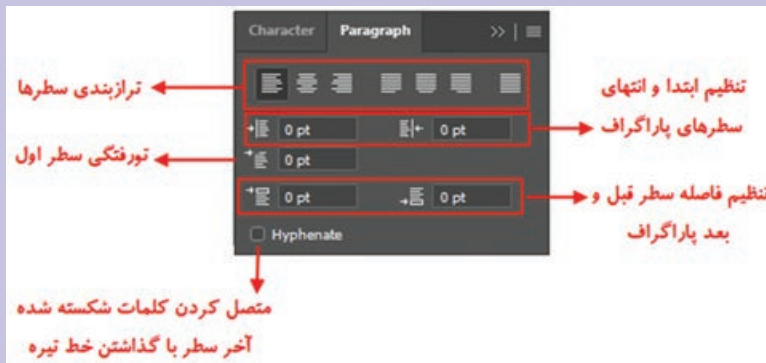 Character Paragraph
ترازبندی سطرها
تنظیم ابتدا و انتهای
سطرهای پاراگراف
0 pt 0 pt
تورفتگی سطر اول
0 pt
0 pt 0 pt
تنظیم فاصله سطر قبل و
بعد پاراگراف
Hyphenate
متصل کردن کلمات شکسته شده
آخر سطر با گذاشتن خط تیره